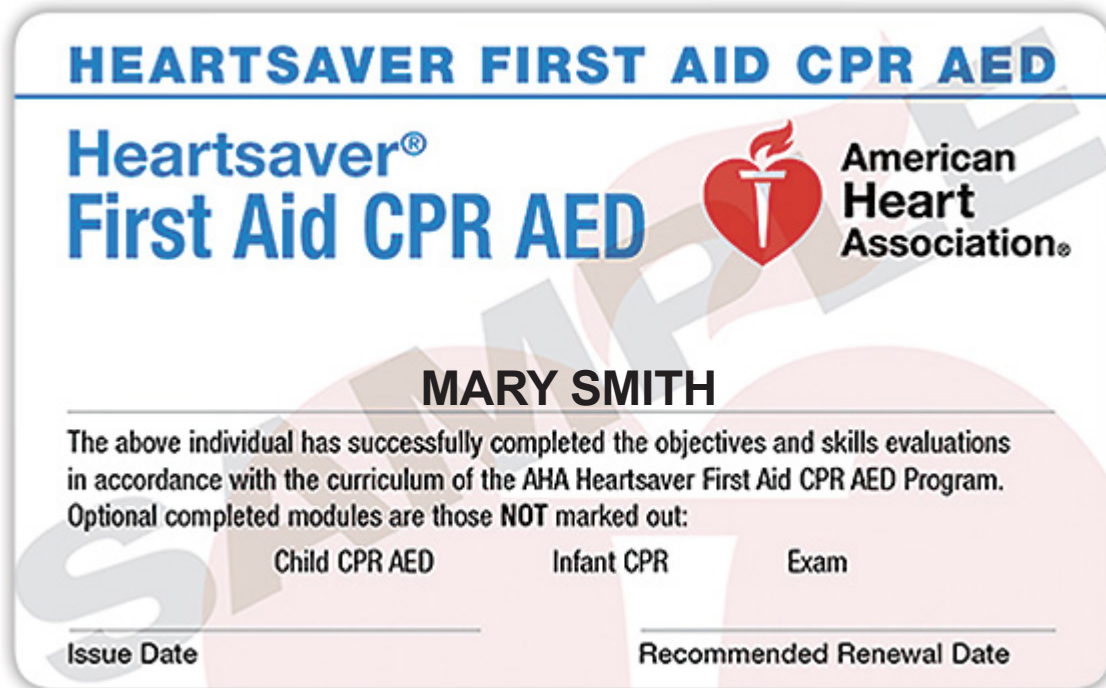 HEARTSAVER FIRST AID CPR AED
Heartsaver®
First Aid CPR AED
American
Heart
Association®
SAMPLE
MARY SMITH
The above individual has successfully completed the objectives and skills evaluations
in accordance with the curriculum of the AHA Heartsaver First Aid CPR AED Program.
Optional completed modules are those NOT marked out:
Child CPR AED Infant CPR Exam
Issue Date Recommended Renewal Date